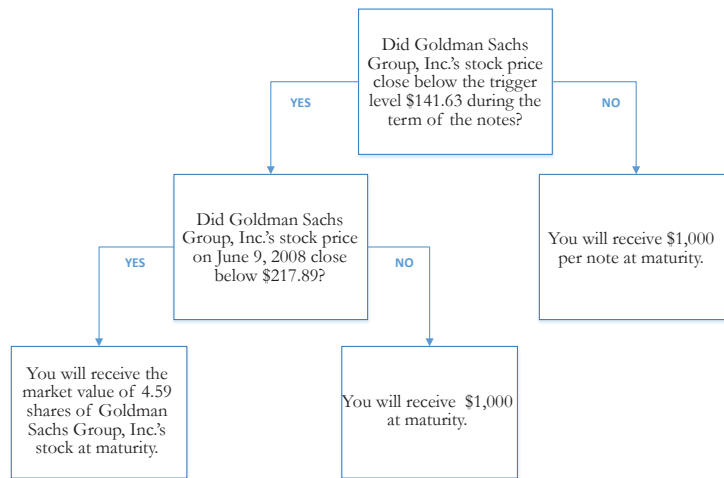 Did Goldman Sachs
Group, Inc.'s stock price
close below the trigger
level $141.63 during the
term of the notes?
YES
NO
Did Goldman Sachs
Group, Inc.'s stock price
on June 9, 2008 close
below $217.89?
You will receive $1,000
per note at maturity.
YES
NO
You will receive the
market value of 4.59
shares of Goldman
Sachs Group, Inc.'s
stock at maturity.
You will receive $1,000
at maturity.